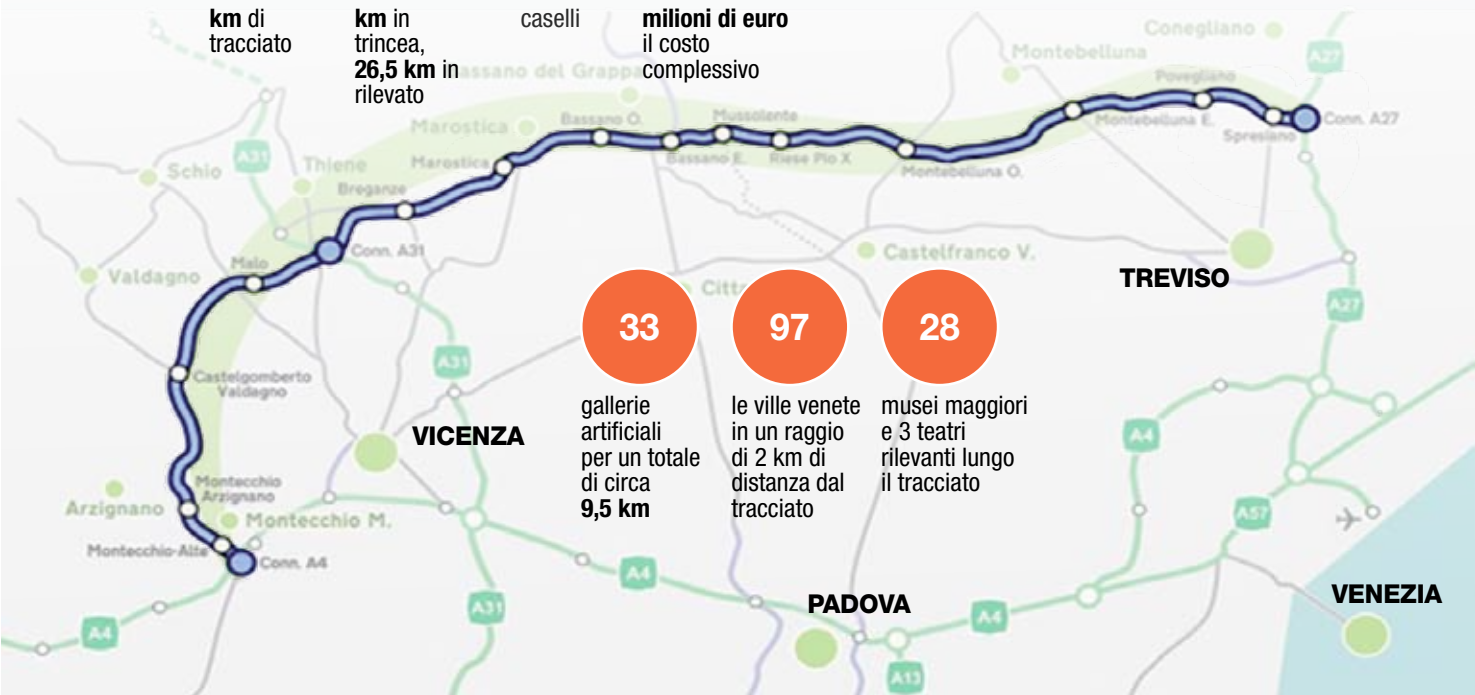 km di
tracciato
km in
trincea,
26,5 km in
rilevato
caselli
milioni di euro
il costo
complessivo
Conegliano
Montebelluna
A27
assano del Grappa
Povegliano
Marostica
Bassano O.
Mussolente
Montebelluna E.
Conn. A27
Spresiano
A31
Thiene
Schio
Marostica
Bassano E.
Riese Pio X
Montebelluna O.
Breganze
Conn. A31
Malo
Valdagno
Castelfranco V.
TREVISO
Citt
A27
33
97
28
A31
Castelgomberto
Valdagno
gallerie
artificiali
per un totale
di circa
9,5 km
le ville venete
in un raggio
di 2 km di
distanza dal
tracciato
musei maggiori
e 3 teatri
rilevanti lungo
il tracciato
VICENZA
A4
Montecchio
Arzignano
Arzignano
Montecchio M.
A57
Montecchio-Alte
Conn. A4
A4
A31
PADOVA
A4
VENEZIA
A4
A13